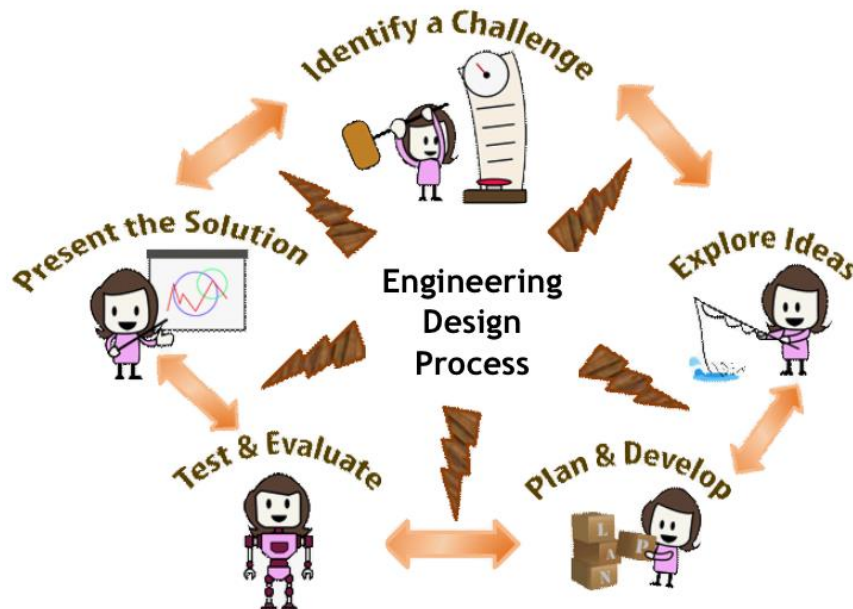 Identify a Challenge
Present the Solution
Explore Ideas
Engineering
Design
Process
Test & Evaluate
Plan & Develop
L
A
P
N